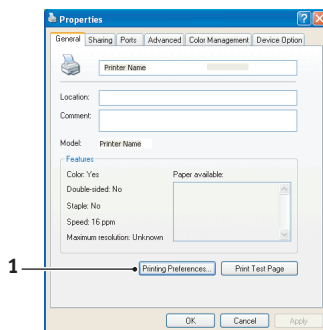 Properties
General Sharing Ports Advanced Color Management Device Option
Printer Name
Location:
Comment:
Model: Printer Name
Features
Color: Yes Paper available:
Double-sided: No
Staple: No
Speed: 16 ppm
Maximum resolution: Unknown
1 Printing Preferences... Print Test Page
OK Cancel Apply